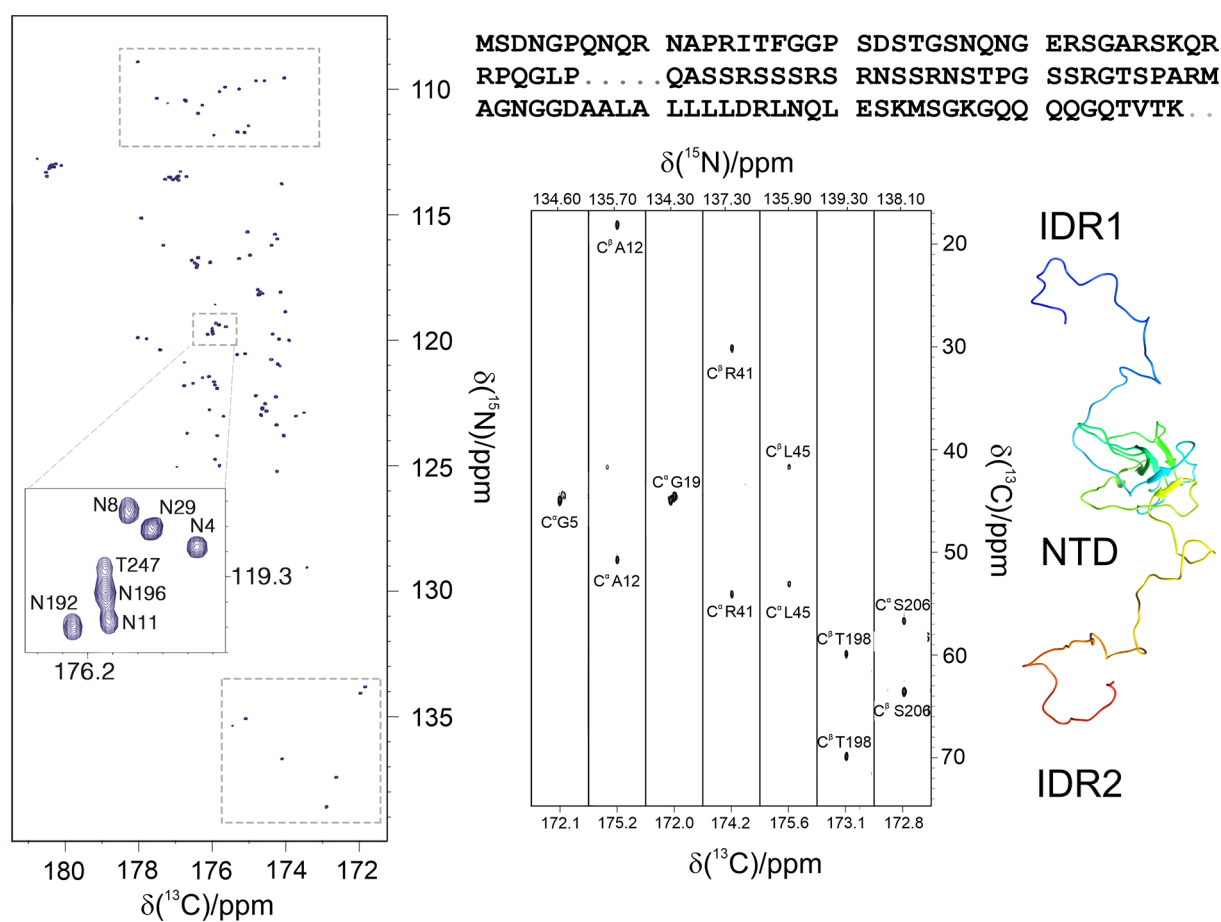 MSDNGPQNQR NAPRITFGGP SDSTGSNQNG ERSGARSKQR
RPQGLP.....QASSRSSSRS RNSSRNSTPG SSRGTSPARM
AGNGGDAALA LLLLDRLNQL ESKMSGKGQQ QQGQTVTK..
110
115
120
125
130
135
δ(¹⁵N)/ppm
180 178 176 174 172
δ(¹³C)/ppm
N8 N29 N4
T247
N192 N196
N11
119.3
176.2
δ(¹⁵N)/ppm
134.60 135.70 134.30 137.30 135.90 139.30 138.10
CᵝA12
CᵝR41
CᵝL45
CᵅG5
CᵅG19
CᵅA12
CᵅR41
CᵅL45
CᵅS206
CᵝT198
CᵝS206
CᵝT198
20
30
40
50
60
70
δ(¹³C)/ppm
172.1 175.2 172.0 174.2 175.6 173.1 172.8
δ(¹³C)/ppm
IDR1
NTD
IDR2